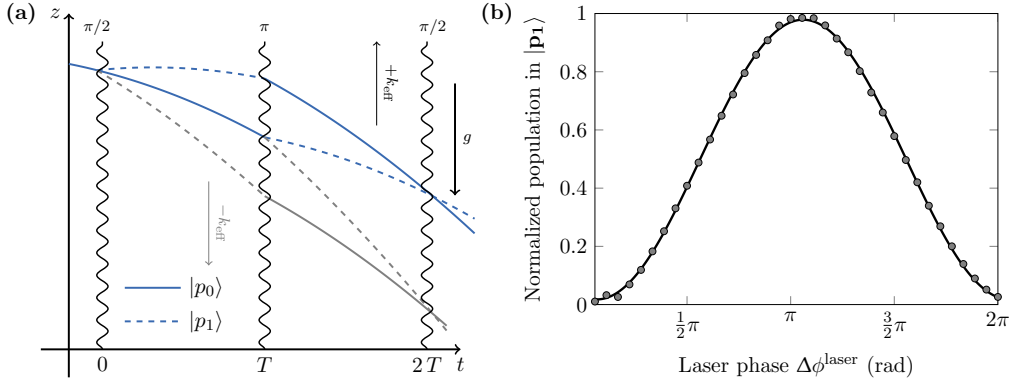 (a)
z
π/2
π
π/2
+k_eff
g
−k_eff
|p₀⟩
|p₁⟩
0
T
2T
t
(b)
Normalized population in |p₁⟩
1
0.8
0.6
0.4
0.2
0
½π
π
3/2π
2π
Laser phase Δϕ^laser (rad)